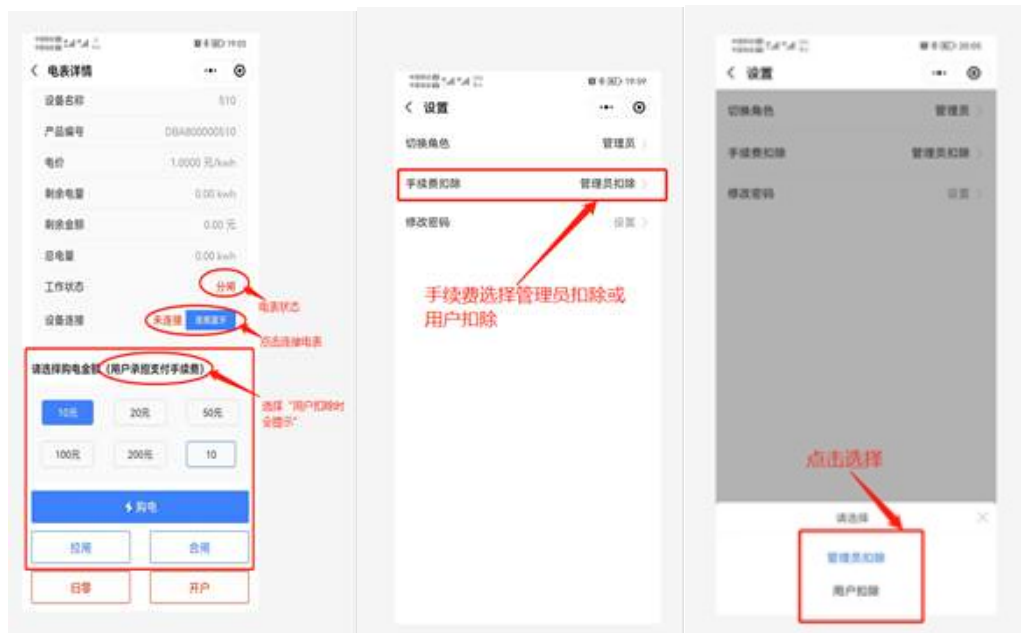 19:03
电表详情
设备名称 510
产品编号 DBA800000510
电价 1.0000 元/kwh
剩余电量 0.00 kwh
剩余金额 0.00 元
总电量 0.00 kwh
工作状态 分闸
电表状态
设备连接 未连接
点击连接电表
请选择购电金额 (用户承担支付手续费)
选择“用户扣除时
会提示”
10元 20元 50元
100元 200元 10
购电
拉闸 合闸
归零 开户
19:59
设置
切换角色 管理员
手续费扣除 管理员扣除
修改密码 设置
手续费选择管理员扣除或
用户扣除
20:05
设置
切换角色 管理员
手续费扣除 管理员扣除
修改密码 设置
点击选择
请选择
管理员扣除
用户扣除